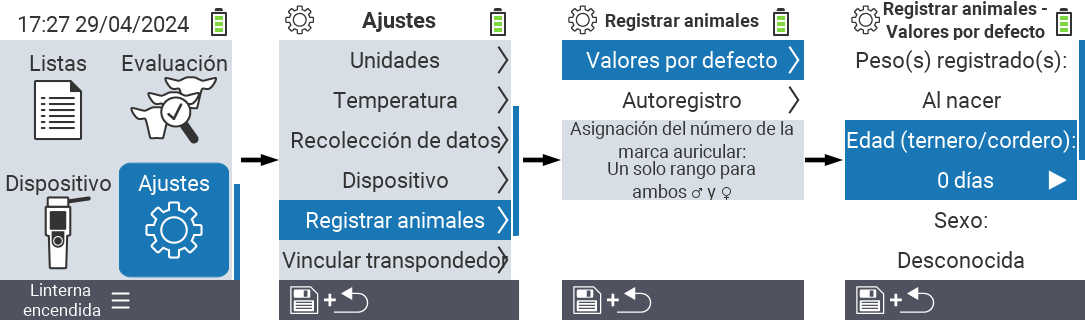 17:27 29/04/2024
Listas
Evaluación
Dispositivo
Ajustes
Linterna
encendida
Ajustes
Unidades
Temperatura
Recolección de datos
Dispositivo
Registrar animales
Vincular transpondedor
+
Registrar animales
Valores por defecto
Autoregistro
Asignación del número de la
marca auricular:
Un solo rango para
ambos ♂ y ♀
+
Registrar animales -
Valores por defecto
Peso(s) registrado(s):
Al nacer
Edad (ternero/cordero):
0 días
Sexo:
Desconocida
+